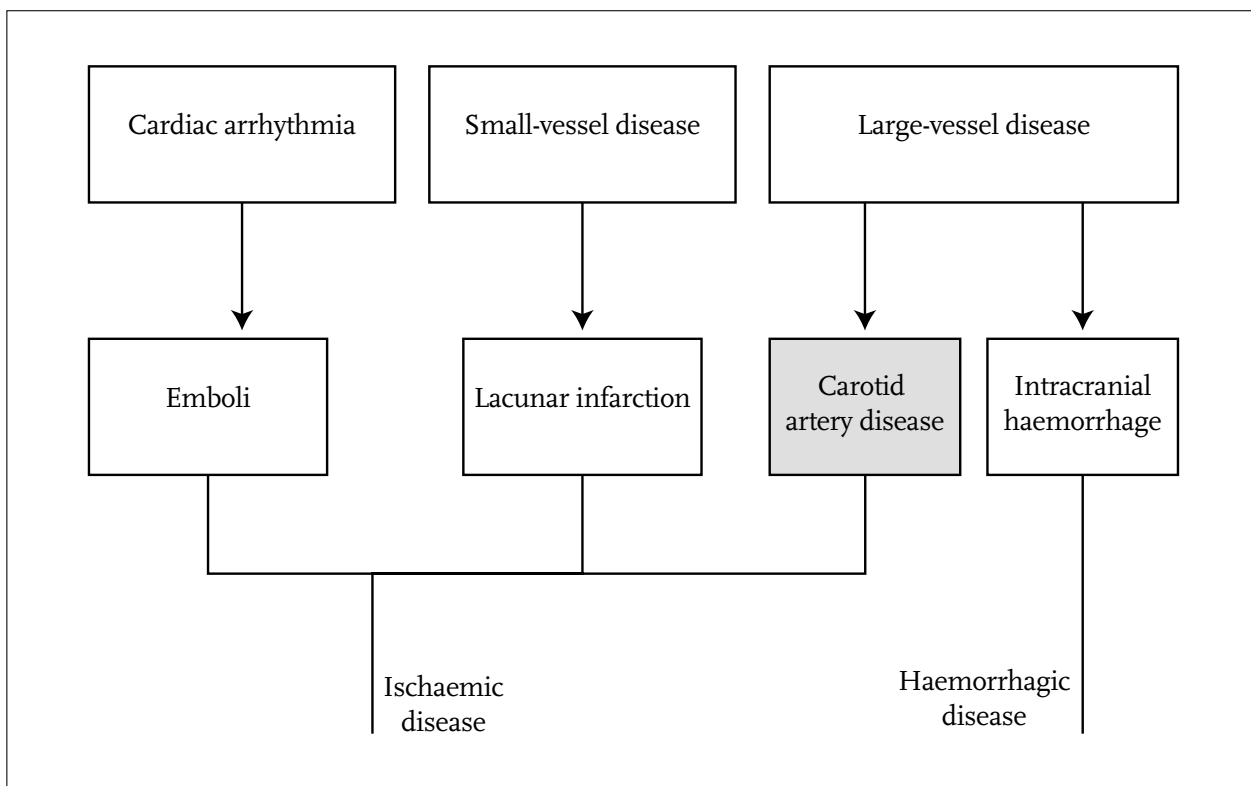 Cardiac arrhythmia
Small-vessel disease
Large-vessel disease
Emboli
Lacunar infarction
Carotid
artery disease
Intracranial
haemorrhage
Ischaemic
disease
Haemorrhagic
disease